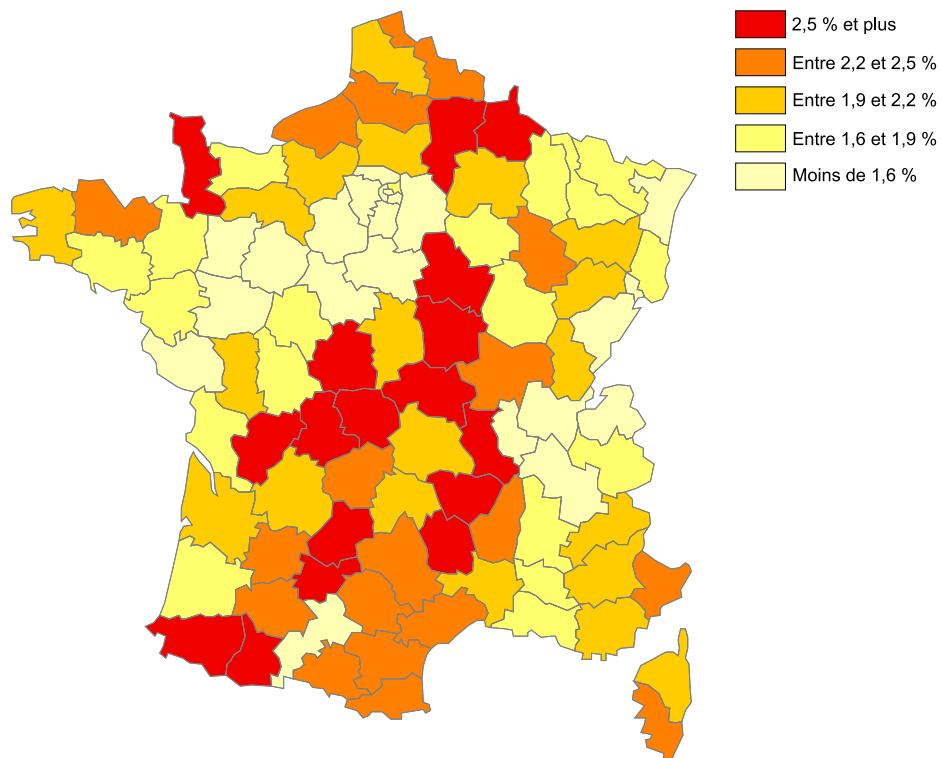 2,5 % et plus
Entre 2,2 et 2,5 %
Entre 1,9 et 2,2 %
Entre 1,6 et 1,9 %
Moins de 1,6 %